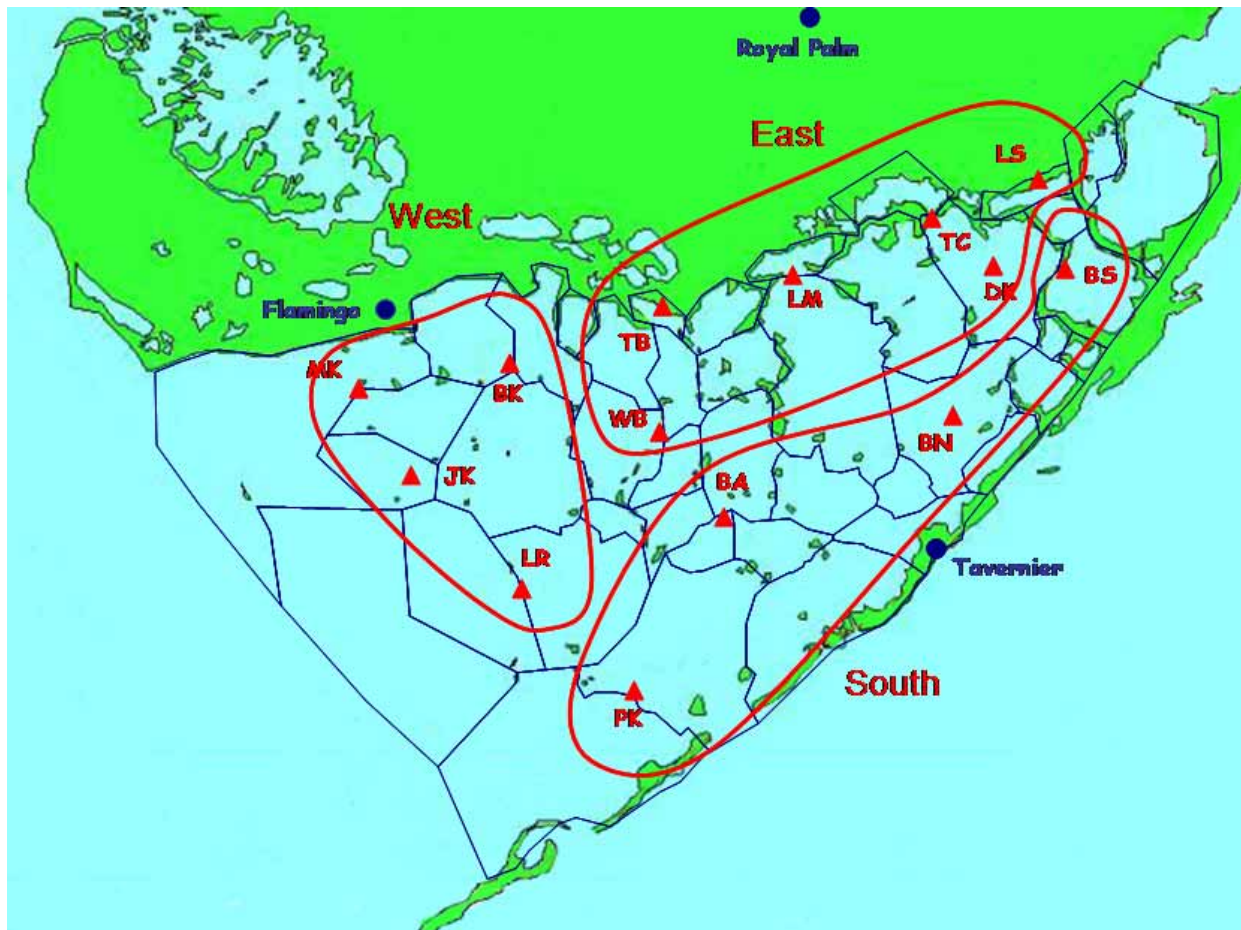 Royal Palm
East
LS
West
TC
BS
Flamingo
LM
DK
TB
MK
BK
WB
BN
JK
BA
LR
Tavernier
South
PK